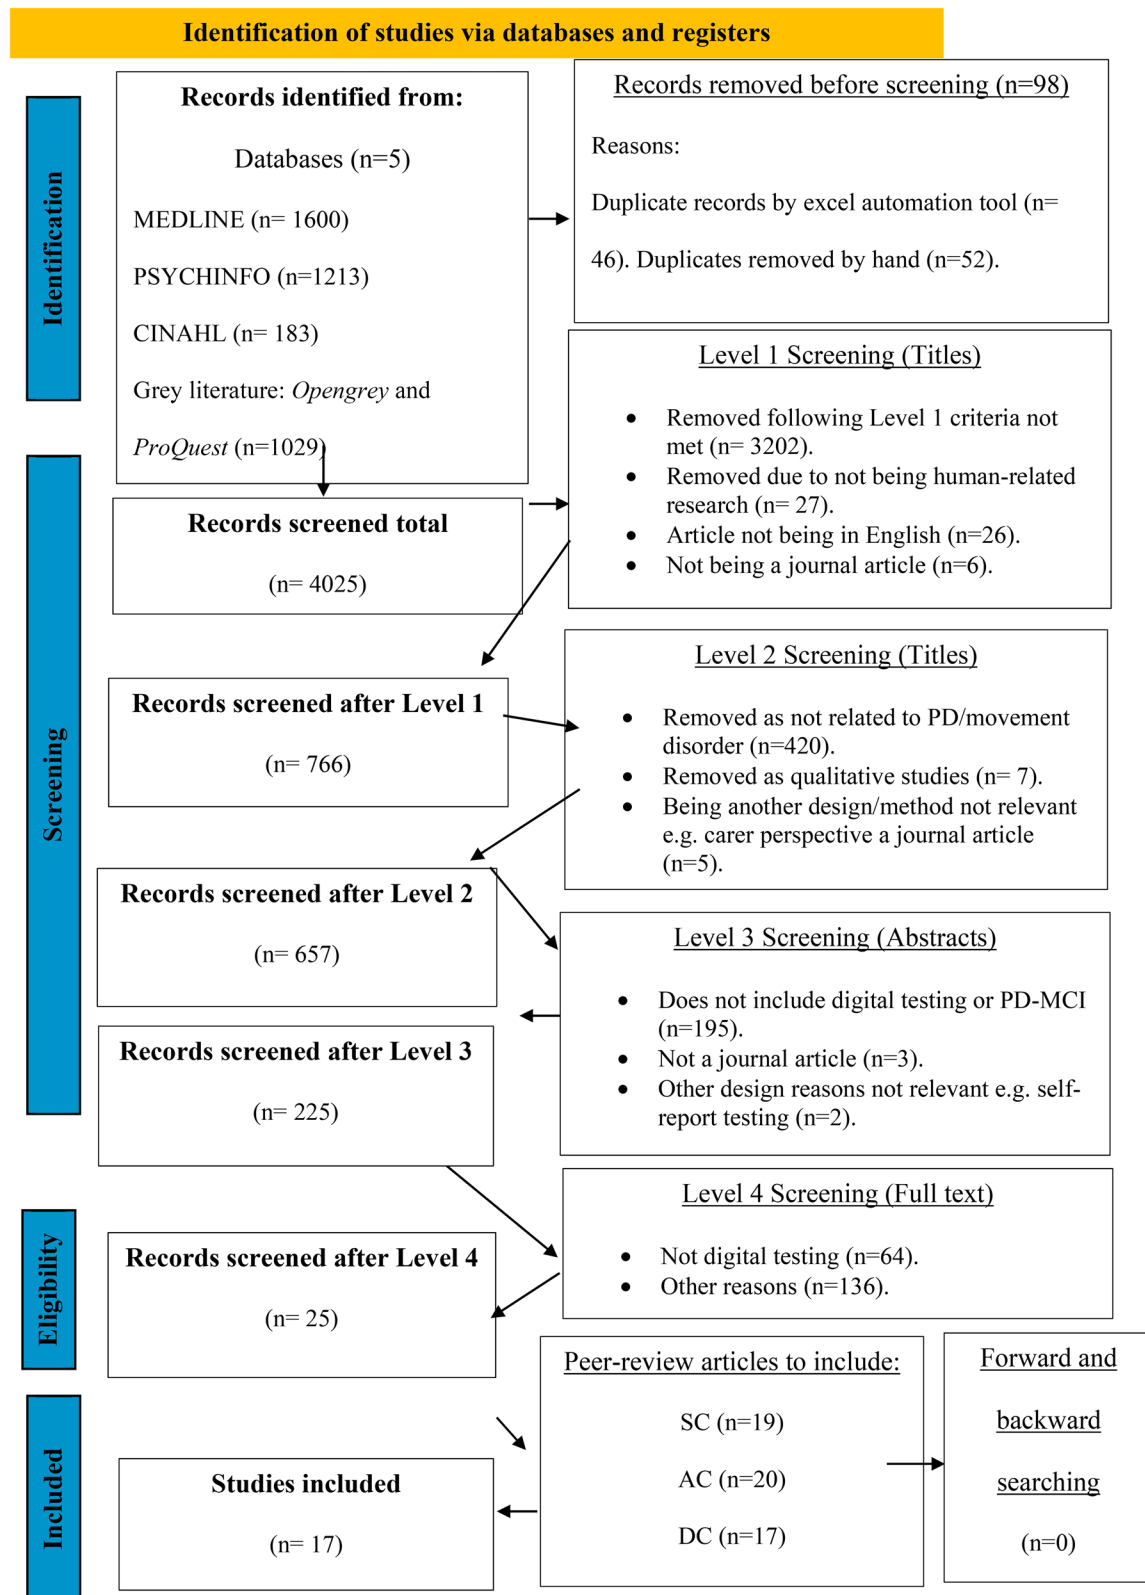 Identification of studies via databases and registers
Identification
Records identified from:
Databases (n=5)
MEDLINE (n= 1600)
PSYCHINFO (n=1213)
CINAHL (n= 183)
Grey literature: Opengrey and
ProQuest (n=1029)
Records removed before screening (n=98)
Reasons:
Duplicate records by excel automation tool (n=
46). Duplicates removed by hand (n=52).
Screening
Records screened total
(n= 4025)
Level 1 Screening (Titles)
• Removed following Level 1 criteria not
met (n= 3202).
• Removed due to not being human-related
research (n= 27).
• Article not being in English (n=26).
• Not being a journal article (n=6).
Records screened after Level 1
(n= 766)
Level 2 Screening (Titles)
• Removed as not related to PD/movement
disorder (n=420).
• Removed as qualitative studies (n= 7).
• Being another design/method not relevant
e.g. carer perspective a journal article
(n=5).
Records screened after Level 2
(n= 657)
Level 3 Screening (Abstracts)
• Does not include digital testing or PD-MCI
(n=195).
• Not a journal article (n=3).
• Other design reasons not relevant e.g. self-
report testing (n=2).
Records screened after Level 3
(n= 225)
Level 4 Screening (Full text)
• Not digital testing (n=64).
• Other reasons (n=136).
Eligibility
Records screened after Level 4
(n= 25)
Included
Peer-review articles to include:
SC (n=19)
AC (n=20)
DC (n=17)
Forward and
backward
searching
(n=0)
Studies included
(n= 17)